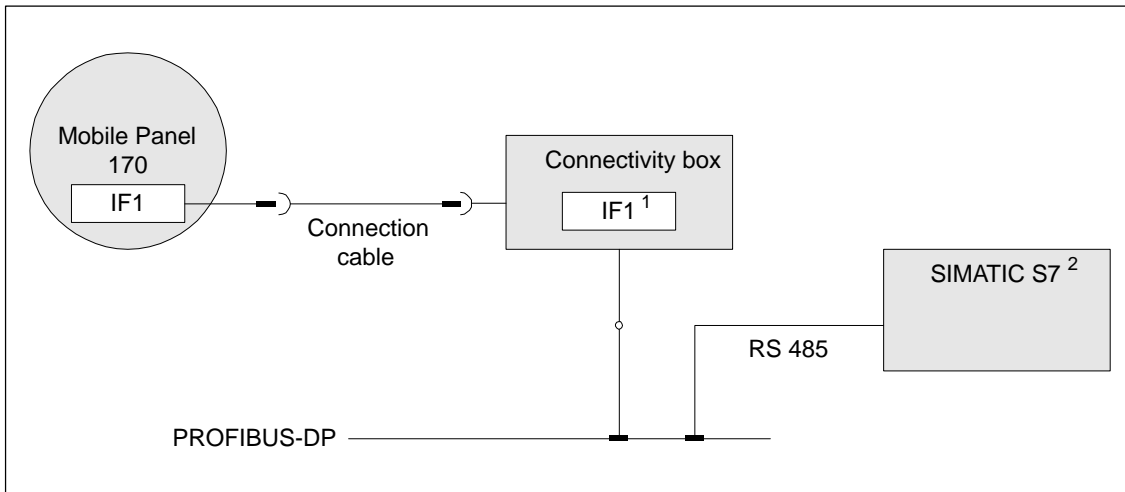 Mobile Panel
170
IF1
Connection
cable
Connectivity box
IF1 1
SIMATIC S7 2
RS 485
PROFIBUS-DP